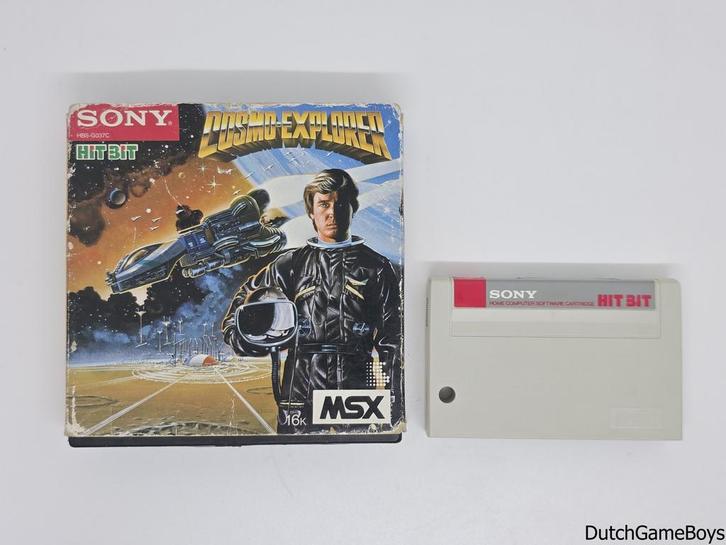 SONY
HBS-G037C
HIT BIT
COSMO-EXPLORER
16K
MSX
SONY
HOME COMPUTER SOFTWARE CARTRIDGE
HIT BIT
DutchGameBoys